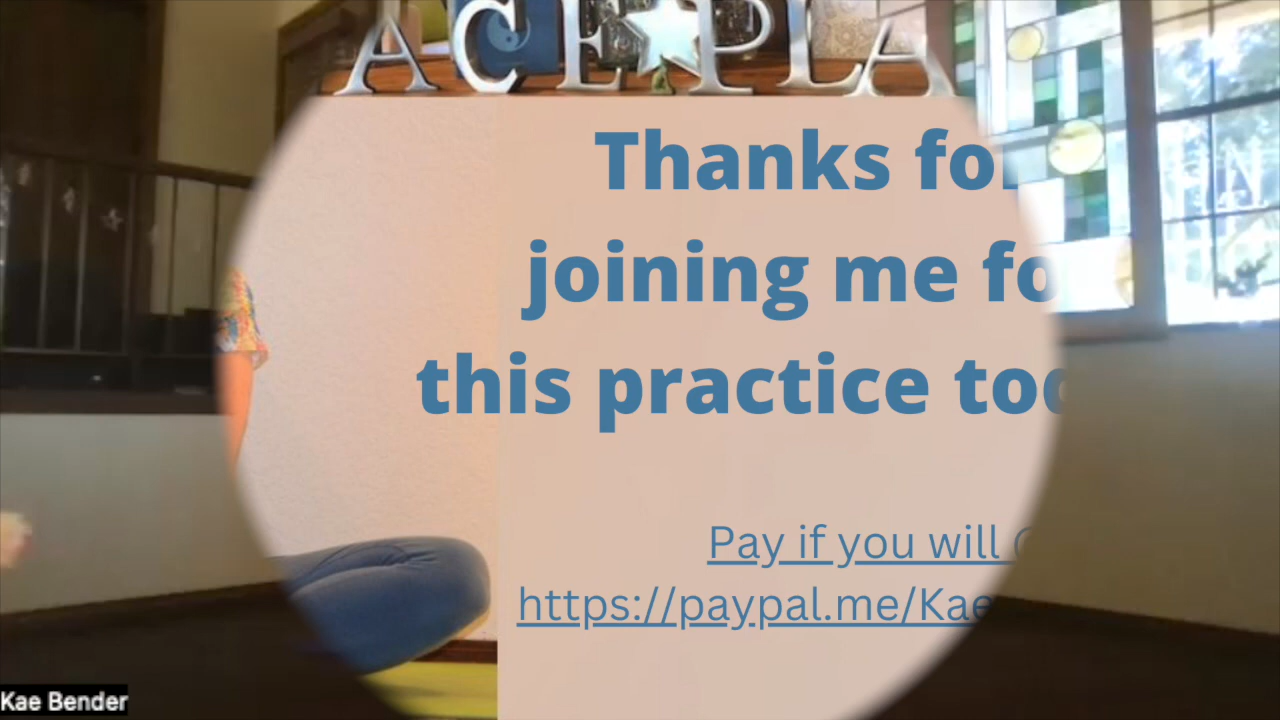 ACE PLA
Thanks fo
joining me fo
this practice to
Pay if you will
https://paypal.me/Kae
Kae Bender